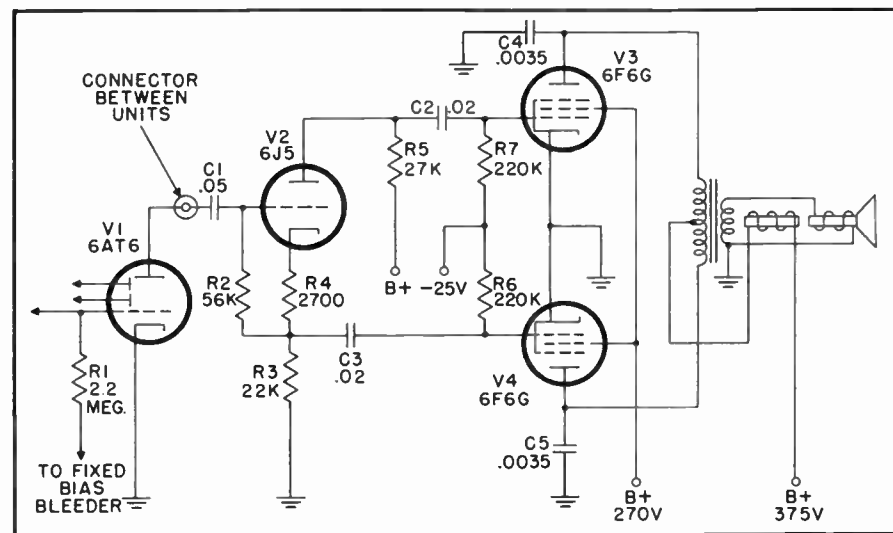 CONNECTOR
BETWEEN
UNITS
C1
.05
V1
6AT6
R1
2.2
MEG.
TO FIXED
BIAS
BLEEDER
V2
6J5
R2
56K
R4
2700
R3
22K
C3
.02
C2 .02
R5
27K
R7
220K
B+ -25V
R6
220K
C4
.0035
V3
6F6G
V4
6F6G
C5
.0035
B+
270V
B+
375V